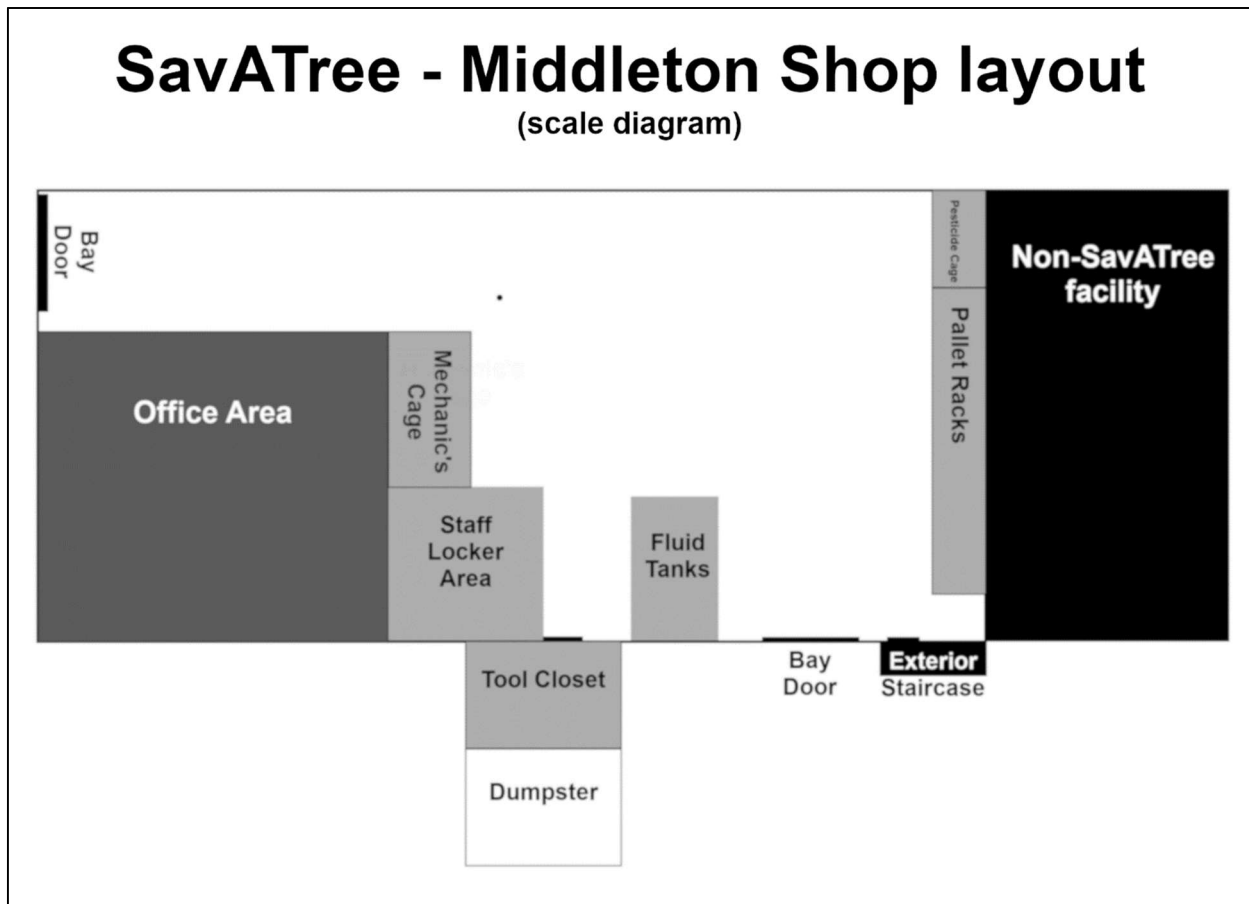 SavATree - Middleton Shop layout
(scale diagram)
Bay
Door
Pesticide Cage
Non-SavATree
facility
Pallet Racks
Mechanic's
Cage
Office Area
Staff
Locker
Area
Fluid
Tanks
Tool Closet
Bay
Door
Exterior
Staircase
Dumpster